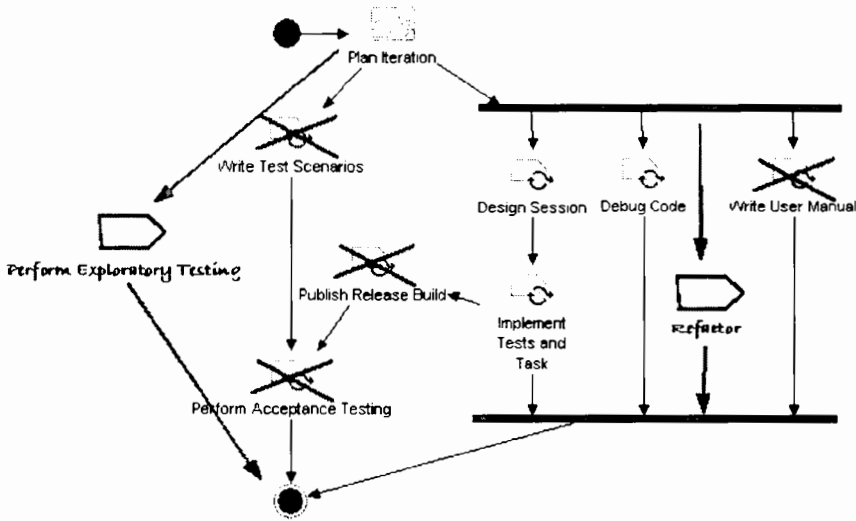 Plan Iteration
Write Test Scenarios
Design Session
Debug Code
Write User Manual
Perform Exploratory Testing
Publish Release Build
Implement
Tests and
Task
Refactor
Perform Acceptance Testing